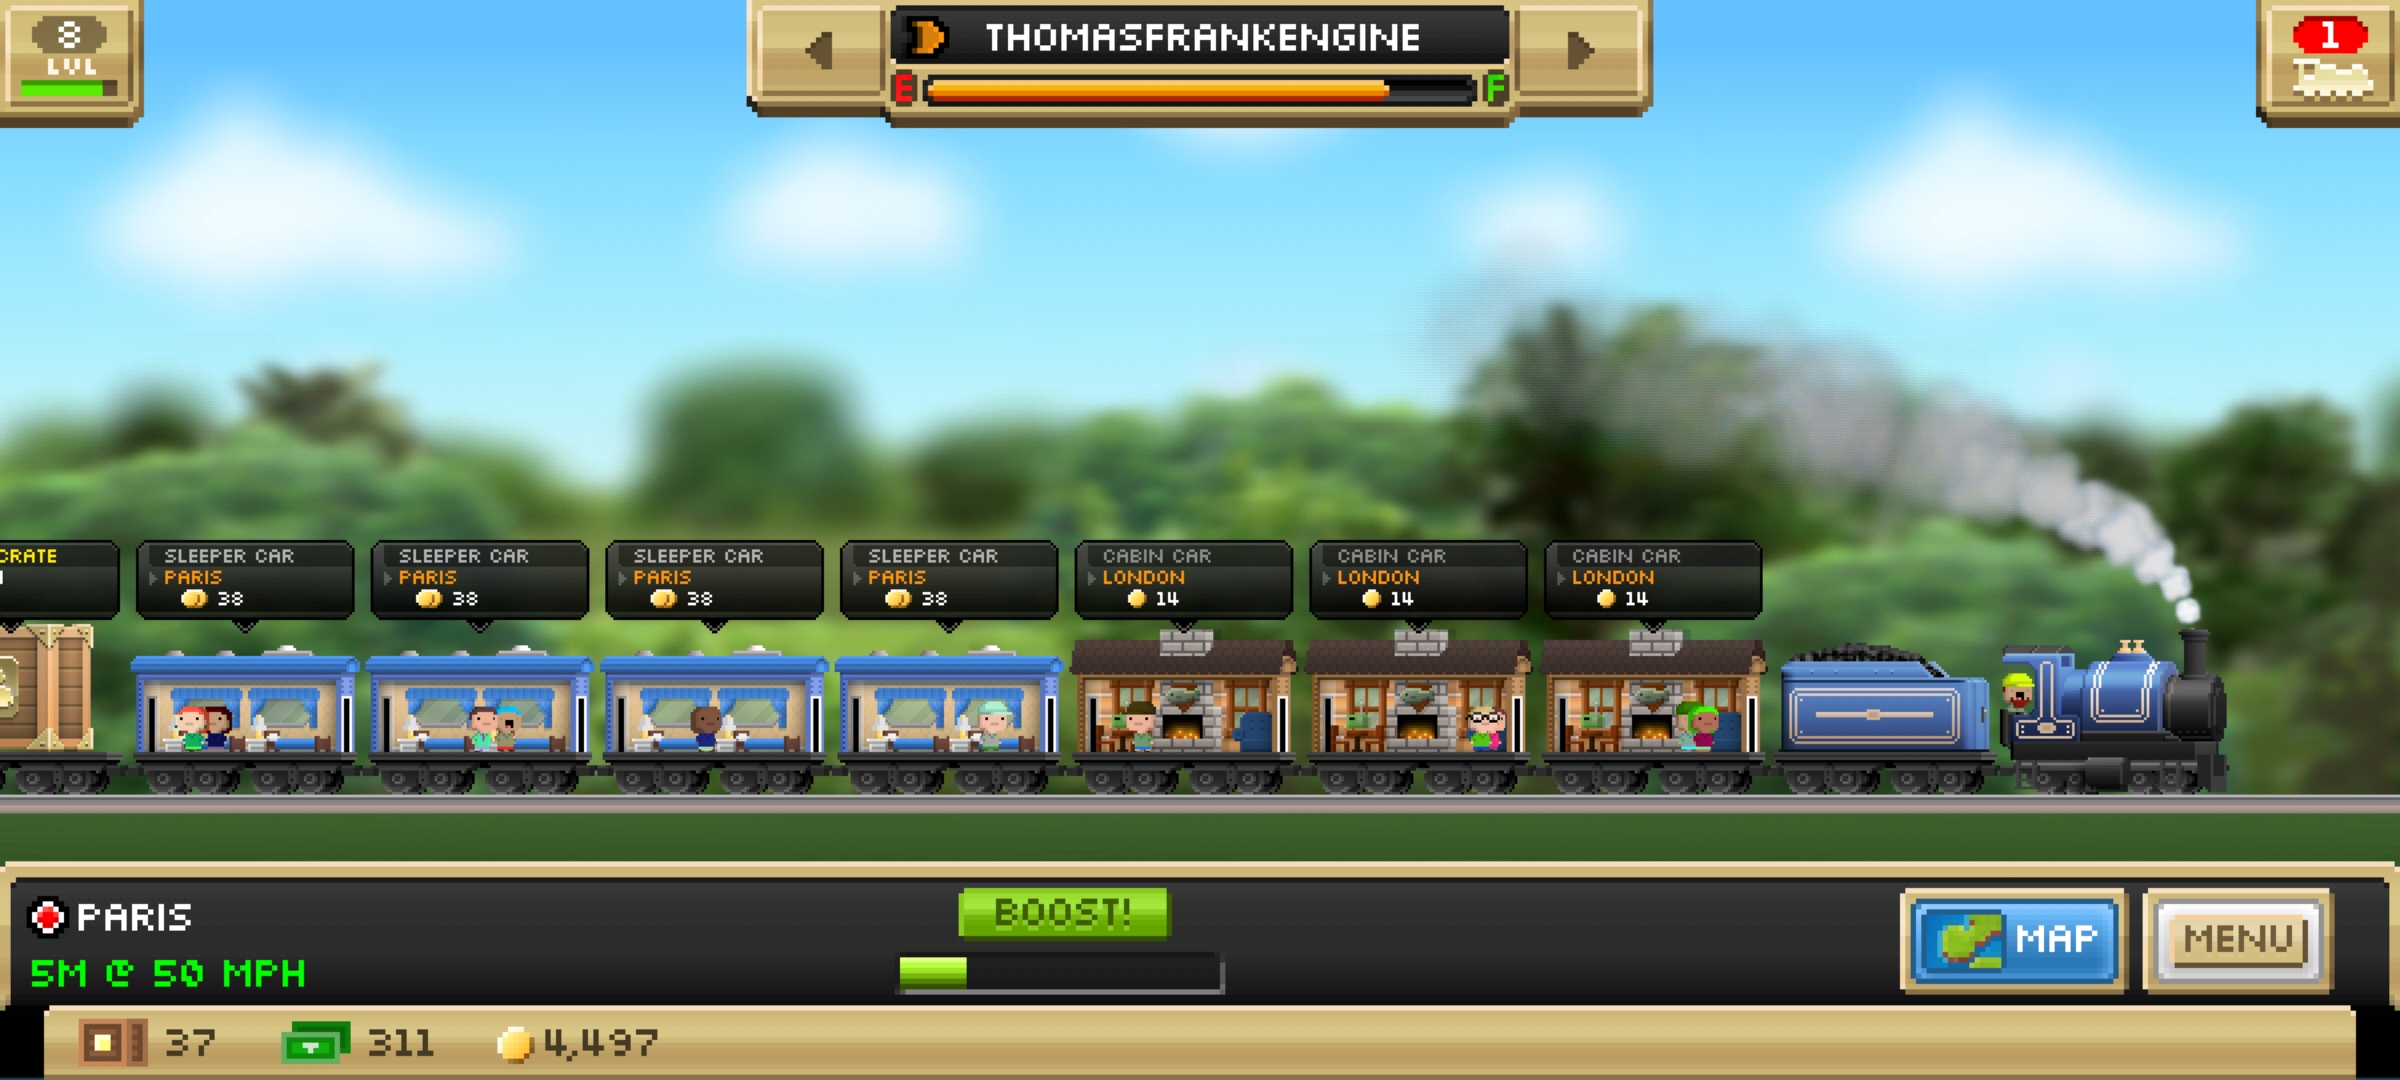 8
LVL
THOMASFRANKENGINE
E
F
1
CRATE
SLEEPER CAR
PARIS
38
SLEEPER CAR
PARIS
38
SLEEPER CAR
PARIS
38
SLEEPER CAR
PARIS
38
CABIN CAR
LONDON
14
CABIN CAR
LONDON
14
CABIN CAR
LONDON
14
PARIS
5M @ 50 MPH
BOOST!
MAP
MENU
37
311
4,497